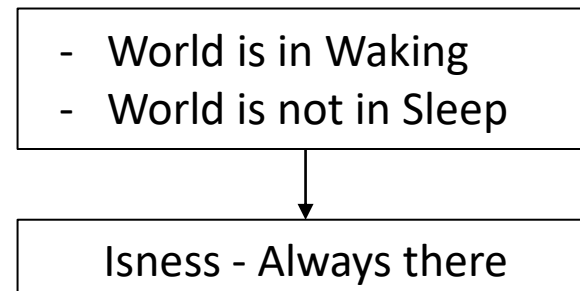 - World is in Waking
- World is not in Sleep
Isness - Always there